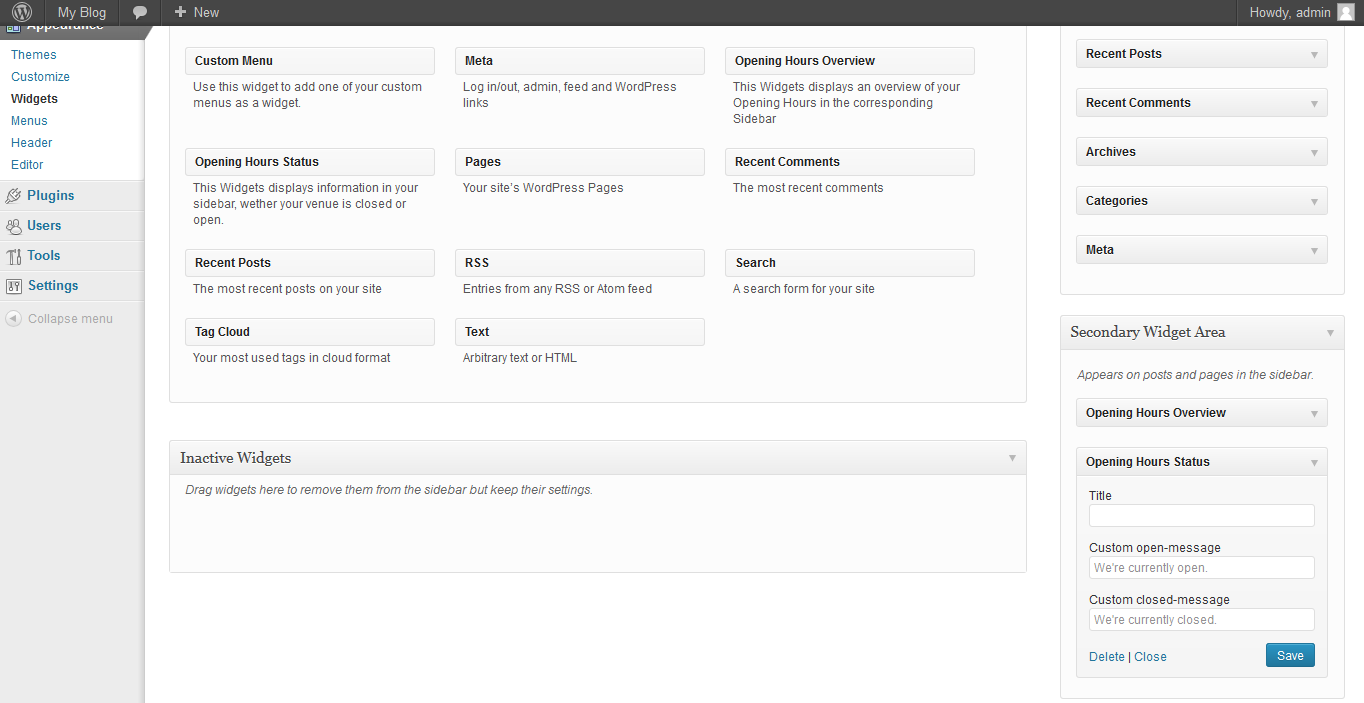 My Blog
New
Howdy, admin
Appearance
Themes
Customize
Widgets
Menus
Header
Editor
Plugins
Users
Tools
Settings
Collapse menu
Custom Menu
Use this widget to add one of your custom
menus as a widget.
Meta
Log in/out, admin, feed and WordPress
links
Opening Hours Overview
This Widgets displays an overview of your
Opening Hours in the corresponding
Sidebar
Opening Hours Status
This Widgets displays information in your
sidebar, wether your venue is closed or
open.
Pages
Your site's WordPress Pages
Recent Comments
The most recent comments
Recent Posts
The most recent posts on your site
RSS
Entries from any RSS or Atom feed
Search
A search form for your site
Tag Cloud
Your most used tags in cloud format
Text
Arbitrary text or HTML
Inactive Widgets
Drag widgets here to remove them from the sidebar but keep their settings.
Recent Posts
Recent Comments
Archives
Categories
Meta
Secondary Widget Area
Appears on posts and pages in the sidebar.
Opening Hours Overview
Opening Hours Status
Title
Custom open-message
We're currently open.
Custom closed-message
We're currently closed.
Delete | Close
Save